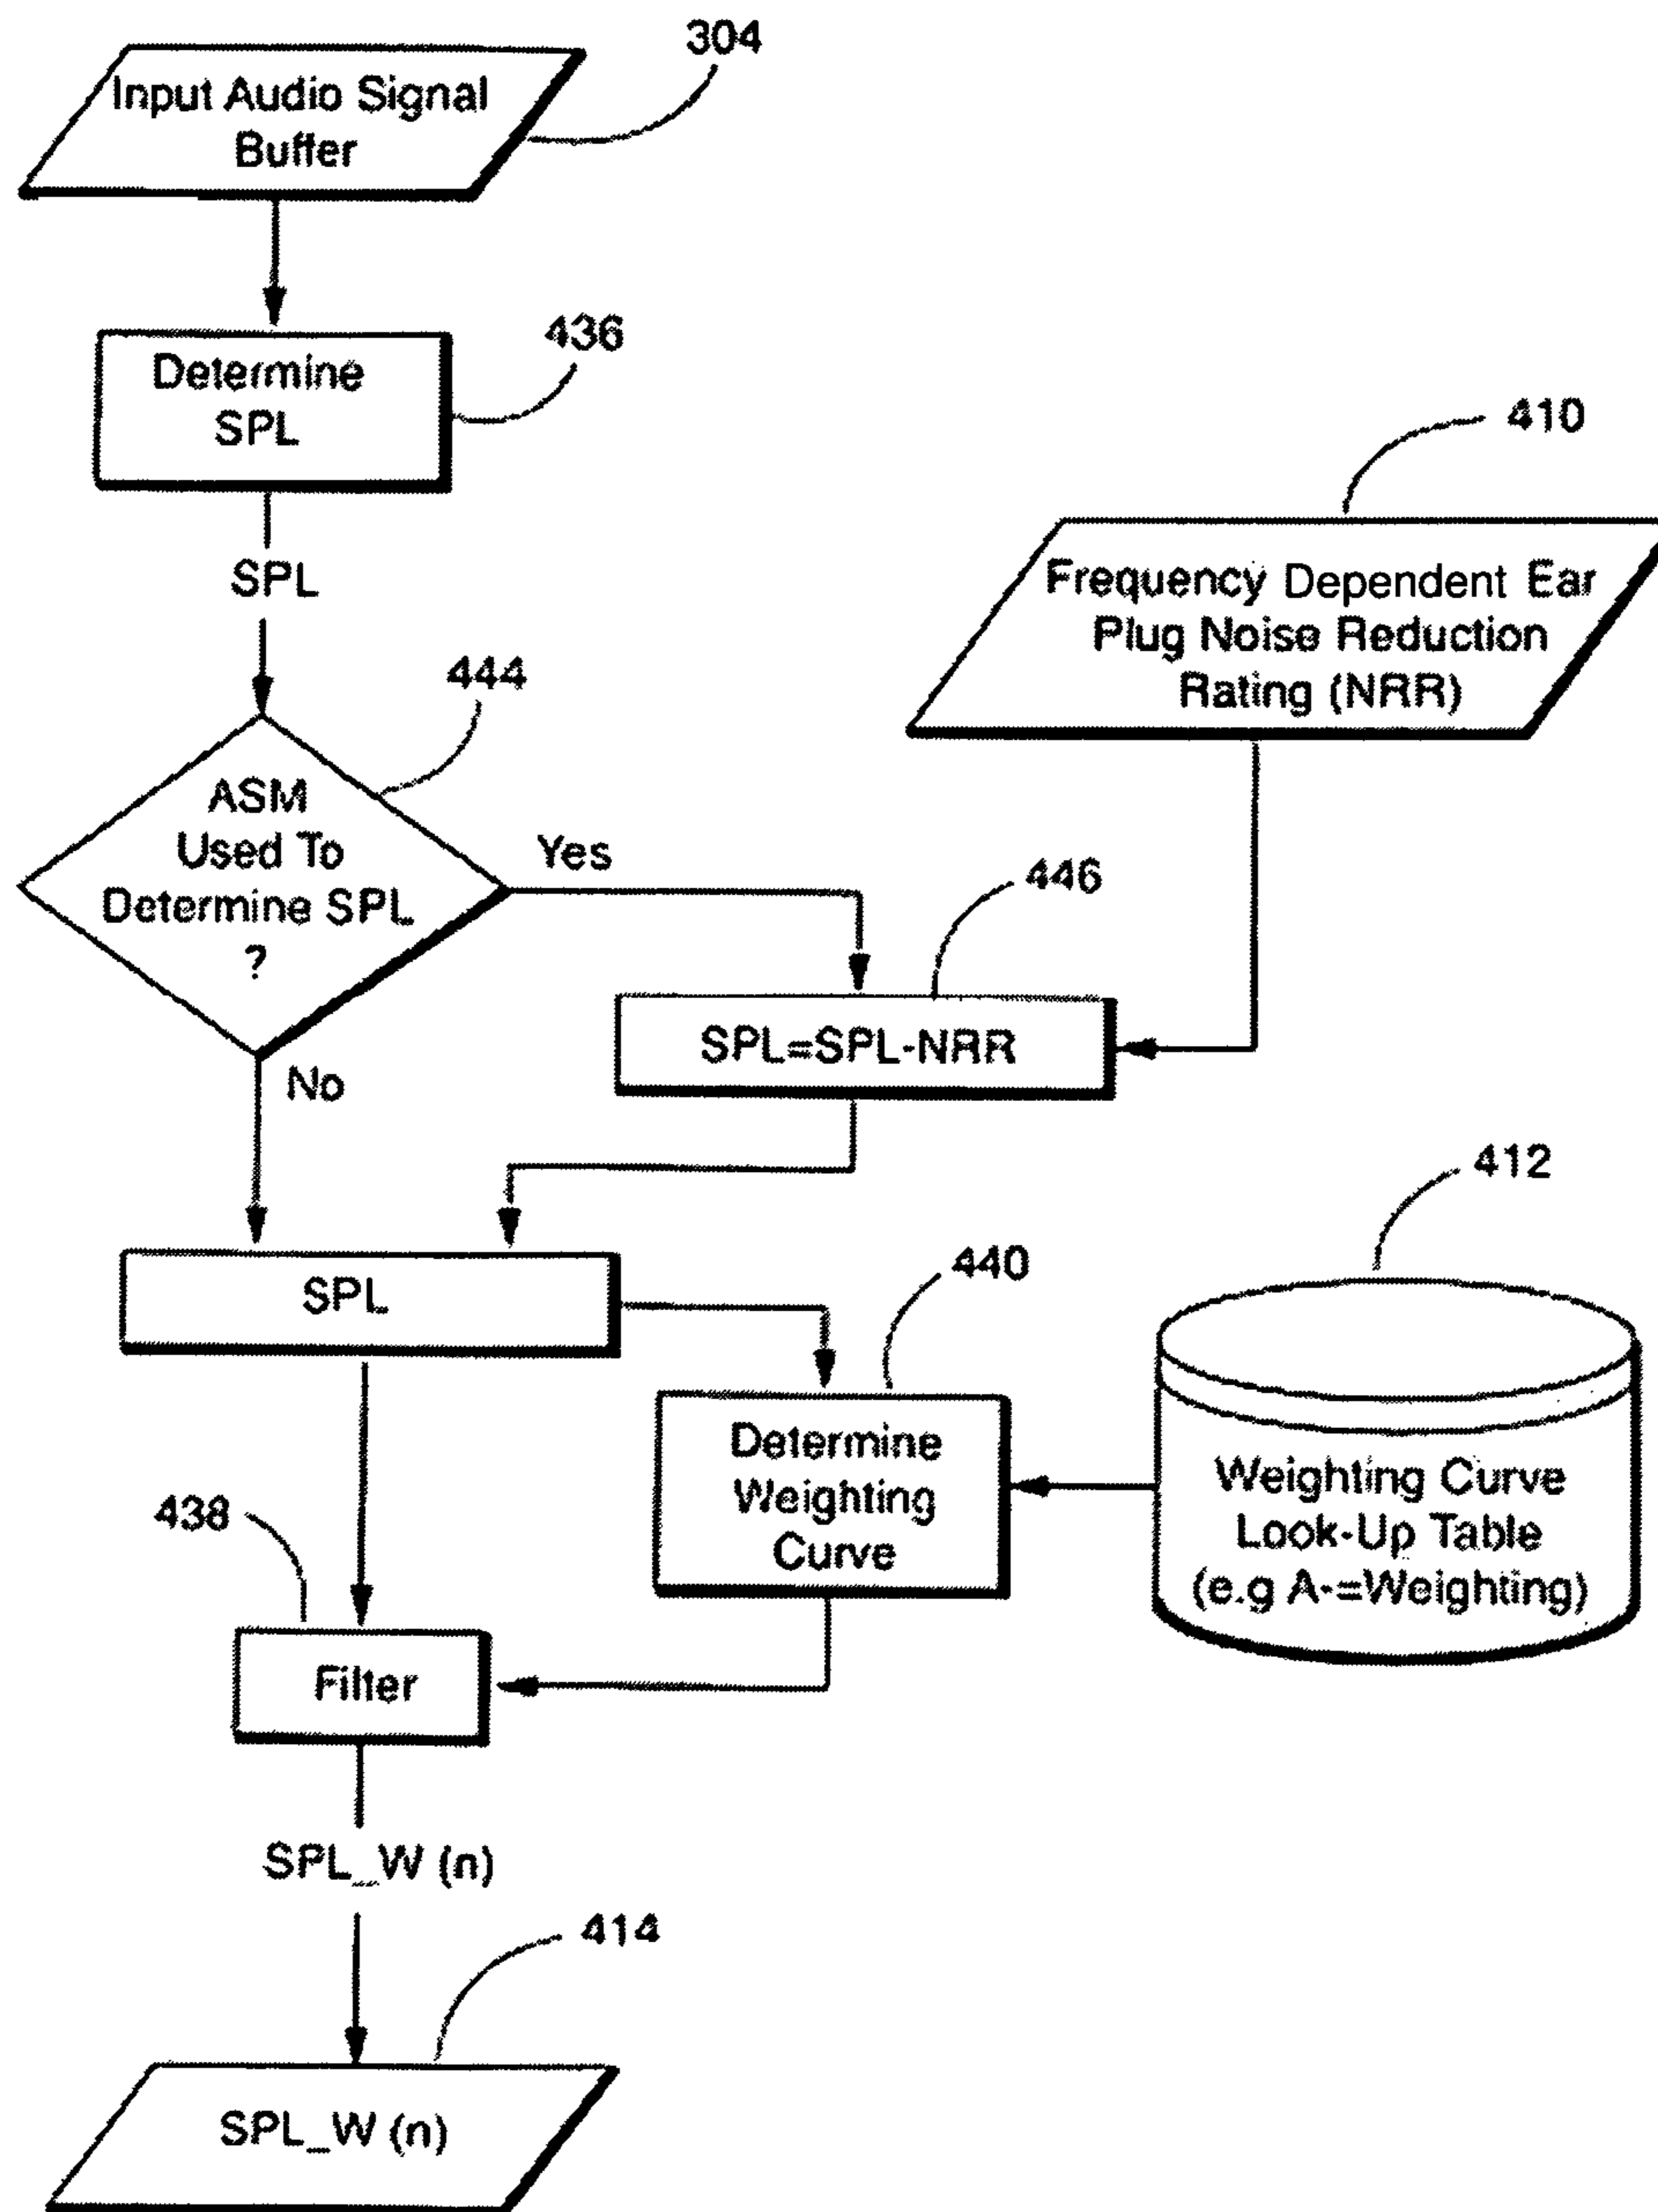 304
Input Audio Signal
Buffer
436
Determine
SPL
410
SPL
Frequency Dependent Ear
Plug Noise Reduction
Rating (NRR)
444
ASM
Used To
Determine SPL
?
Yes
446
SPL=SPL-NRR
No
412
SPL
440
Determine
Weighting
Curve
Weighting Curve
Look-Up Table
(e.g A-=Weighting)
438
Filter
SPL_W (n)
414
SPL_W (n)